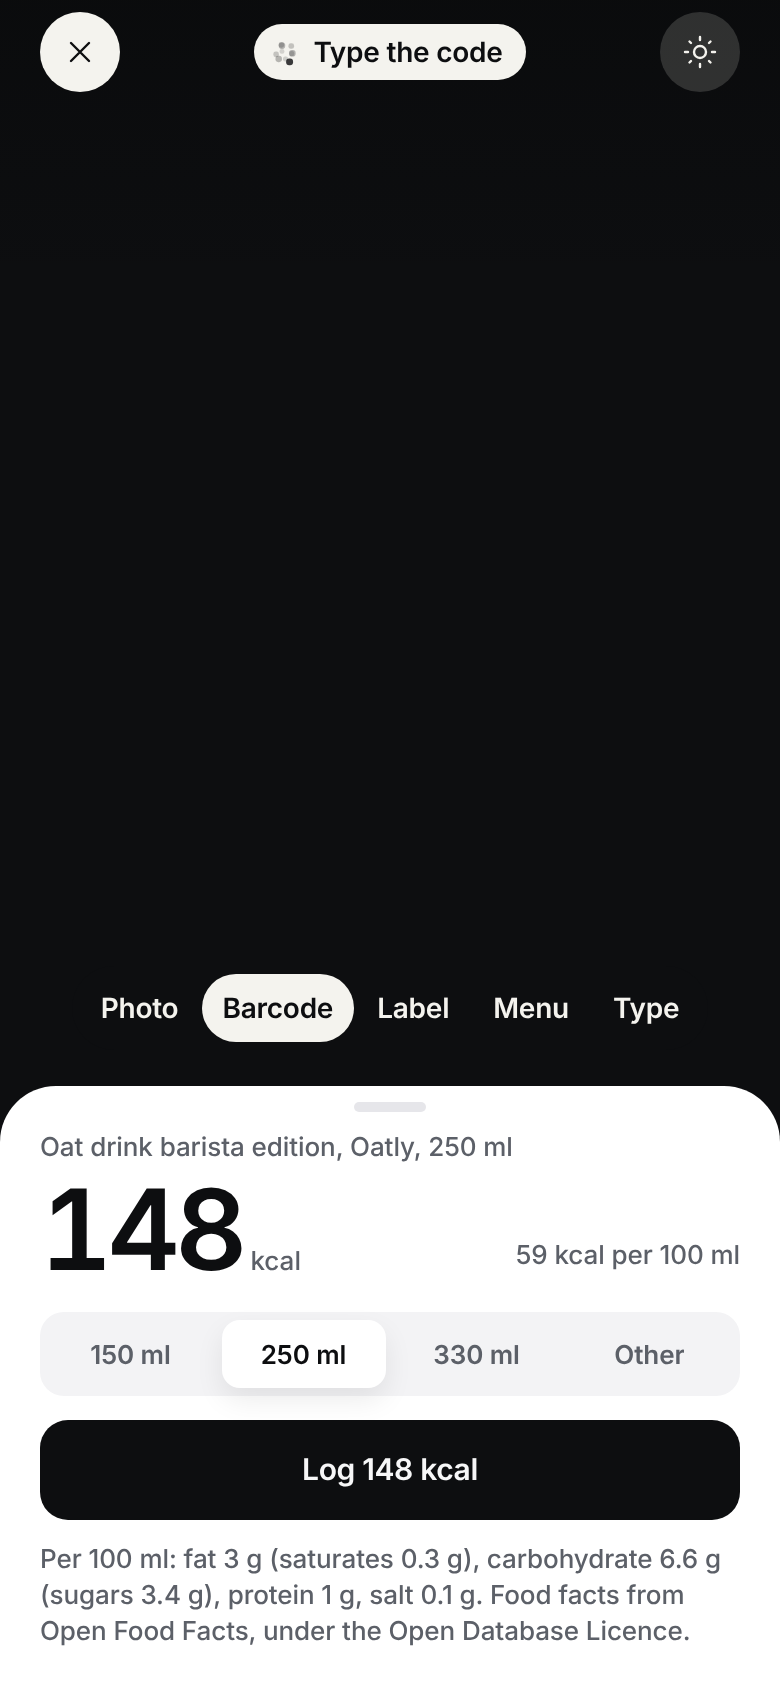 Type the code
Photo Barcode Label Menu Type
Oat drink barista edition, Oatly, 250 ml
148 kcal 59 kcal per 100 ml
150 ml 250 ml 330 ml Other
Log 148 kcal
Per 100 ml: fat 3 g (saturates 0.3 g), carbohydrate 6.6 g
(sugars 3.4 g), protein 1 g, salt 0.1 g. Food facts from
Open Food Facts, under the Open Database Licence.